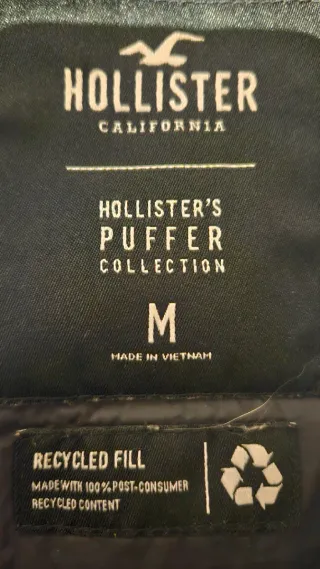 HOLLISTER
CALIFORNIA
HOLLISTER'S
PUFFER
COLLECTION
M
MADE IN VIETNAM
RECYCLED FILL
MADE WITH 100% POST-CONSUMER
RECYCLED CONTENT